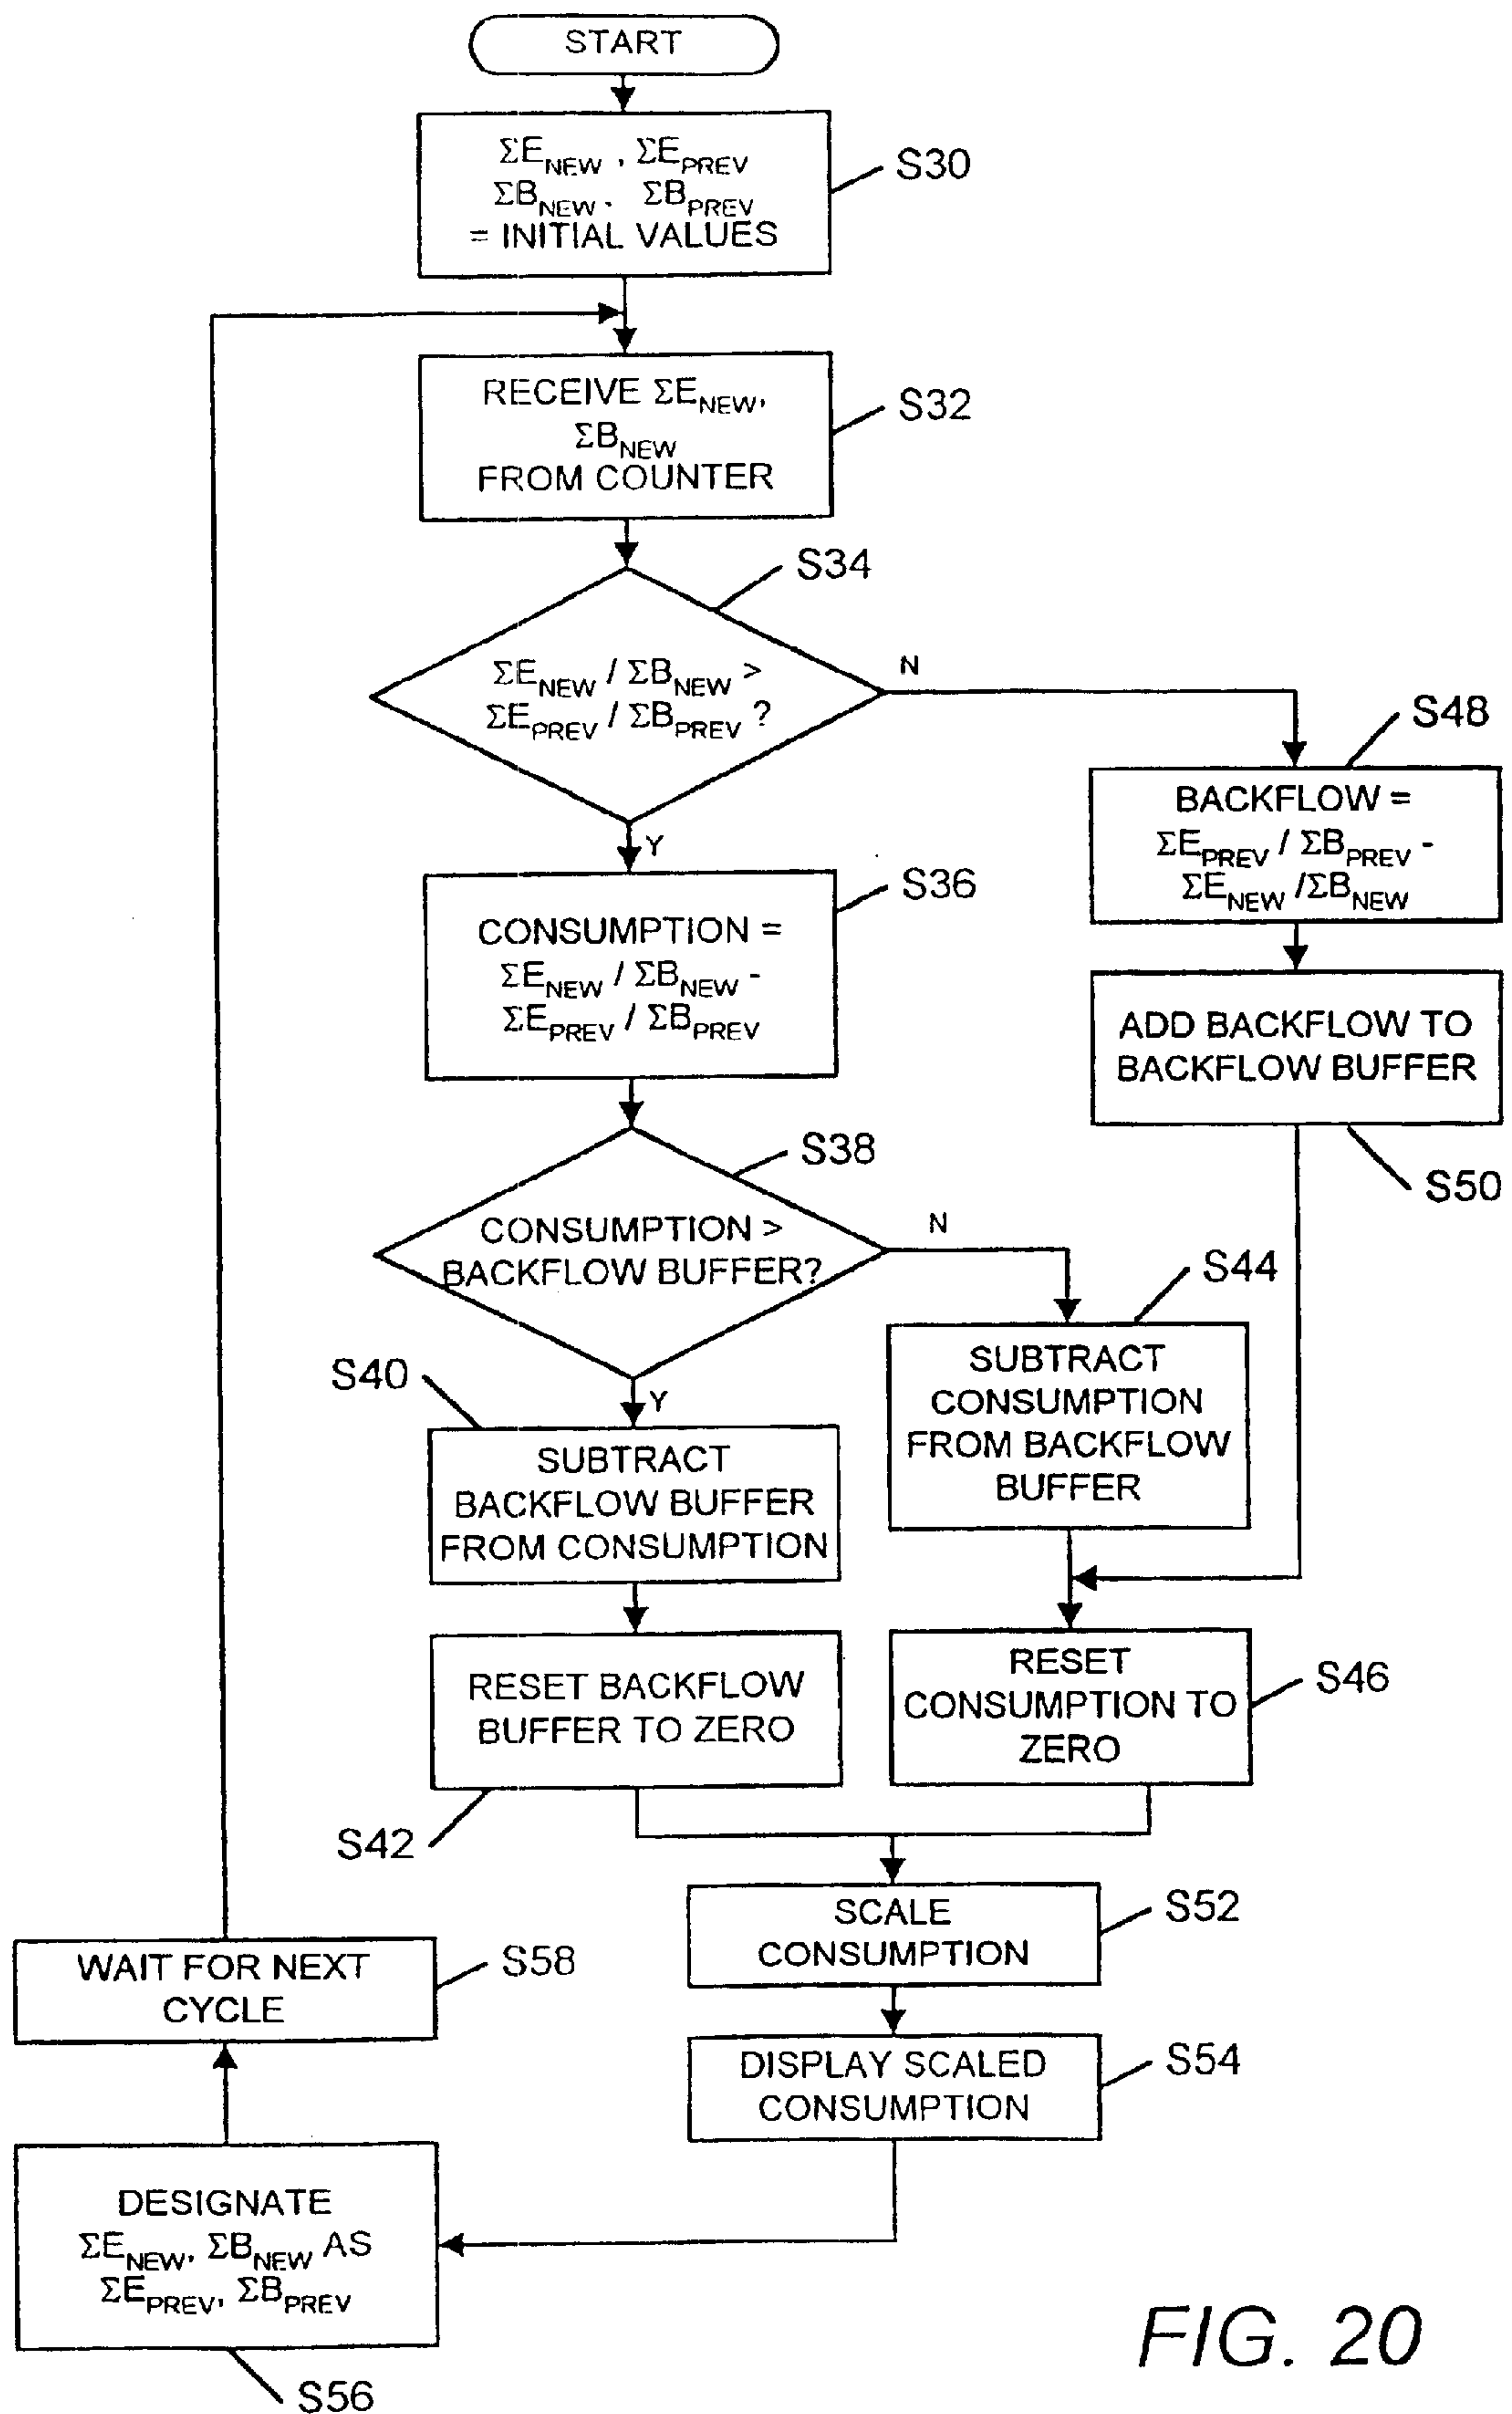 START
ΣE_NEW , ΣE_PREV
ΣB_NEW . ΣB_PREV
= INITIAL VALUES
S30
RECEIVE ΣE_NEW,
ΣB_NEW
FROM COUNTER
S32
S34
ΣE_NEW / ΣB_NEW >
ΣE_PREV / ΣB_PREV ?
N
Y
S48
BACKFLOW =
ΣE_PREV / ΣB_PREV -
ΣE_NEW /ΣB_NEW
S36
CONSUMPTION =
ΣE_NEW / ΣB_NEW -
ΣE_PREV / ΣB_PREV
ADD BACKFLOW TO
BACKFLOW BUFFER
S50
S38
CONSUMPTION >
BACKFLOW BUFFER?
N
Y
S44
SUBTRACT
CONSUMPTION
FROM BACKFLOW
BUFFER
S40
SUBTRACT
BACKFLOW BUFFER
FROM CONSUMPTION
RESET BACKFLOW
BUFFER TO ZERO
S42
RESET
CONSUMPTION TO
ZERO
S46
SCALE
CONSUMPTION
S52
WAIT FOR NEXT
CYCLE
S58
DISPLAY SCALED
CONSUMPTION
S54
DESIGNATE
ΣE_NEW, ΣB_NEW AS
ΣE_PREV, ΣB_PREV
S56
FIG. 20